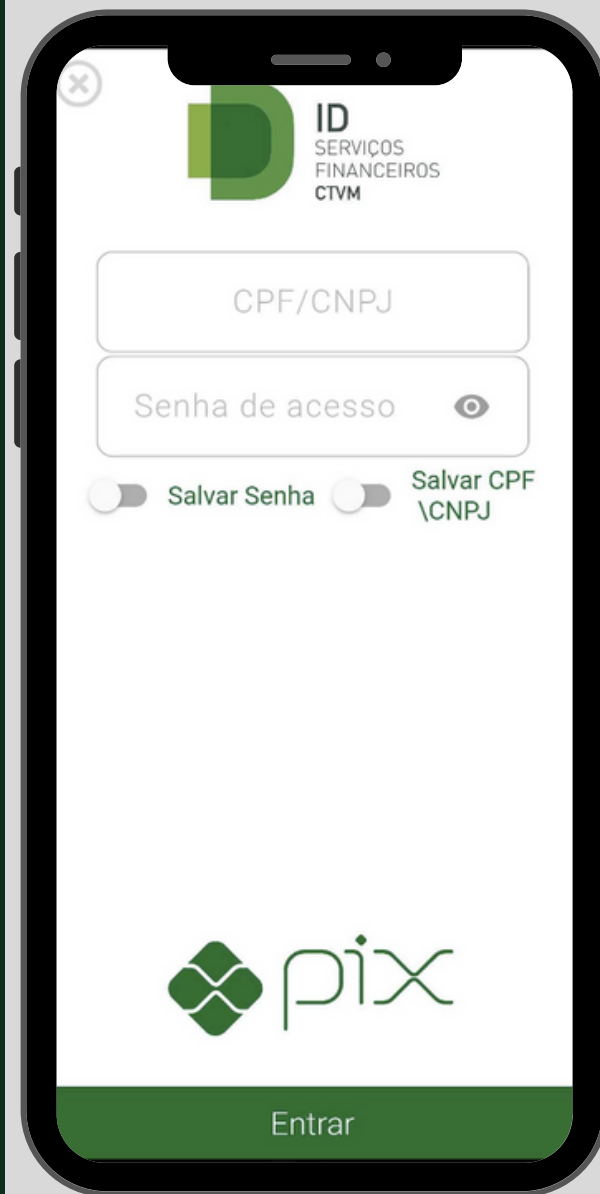 ID
SERVIÇOS
FINANCEIROS
CTVM
CPF/CNPJ
Senha de acesso
Salvar Senha
Salvar CPF
\CNPJ
pix
Entrar